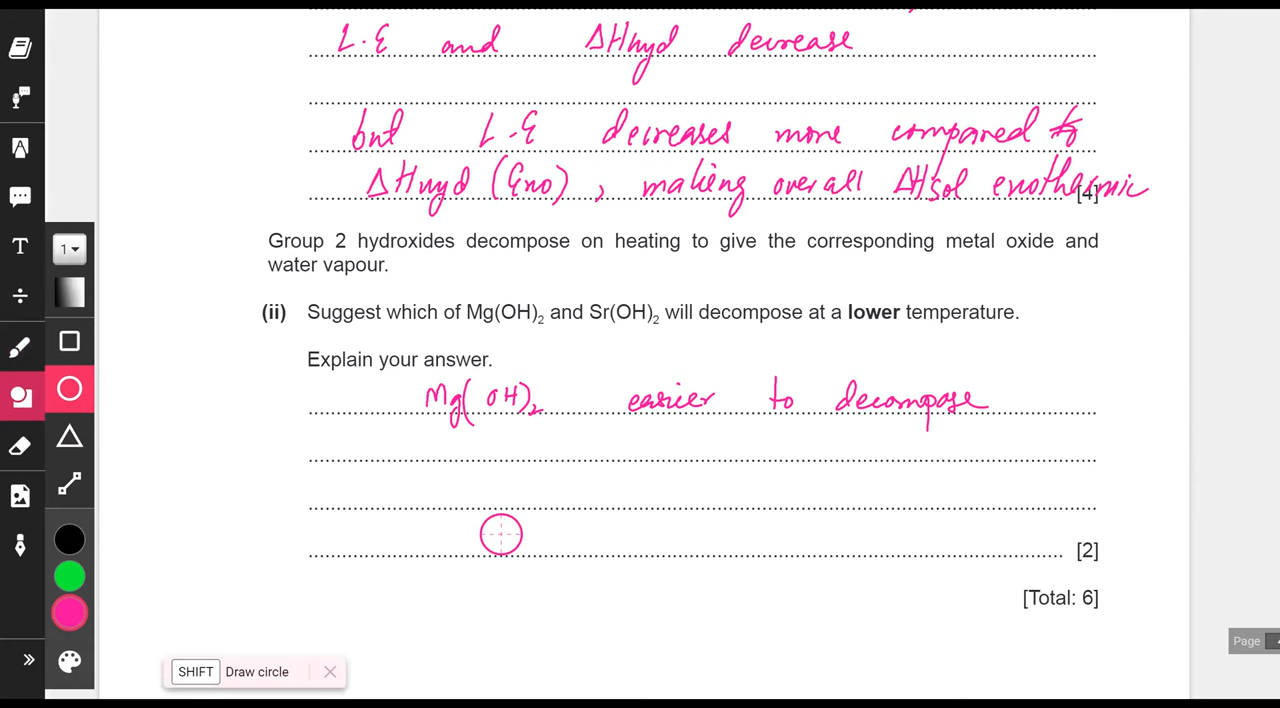 L.E and ΔHhyd decrease
but L.E decreases more compared to
ΔHhyd (Exo), making overall ΔHsol exothermic
[4]
Group 2 hydroxides decompose on heating to give the corresponding metal oxide and
water vapour.
(ii) Suggest which of Mg(OH)₂ and Sr(OH)₂ will decompose at a lower temperature.
1
Explain your answer.
Mg(OH)₂ easier to decompose
T
[2]
[Total: 6]
Page
SHIFT Draw circle